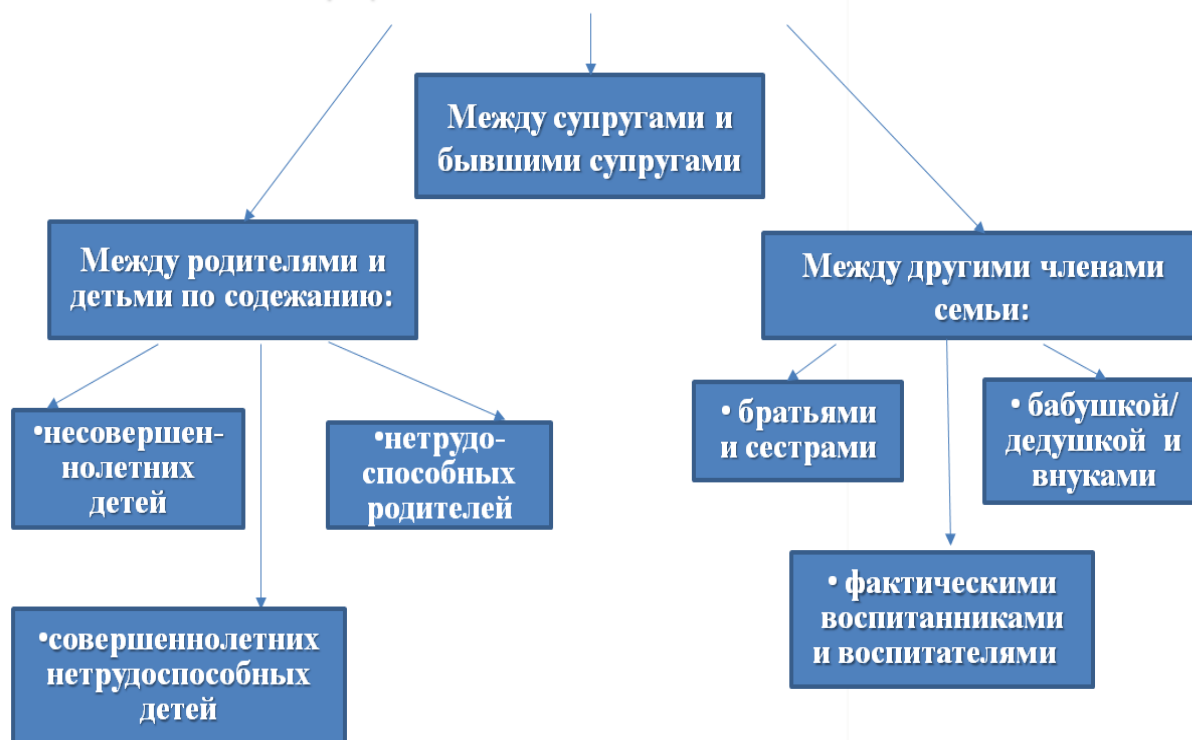 Между супругами и
бывшими супругами
Между родителями и
детьми по содежанию:
Между другими членами
семьи:
•несовершен-
нолетних
детей
•нетрудо-
способных
родителей
• братьями
и сестрами
• бабушкой/
дедушкой и
внуками
•совершеннолетних
нетрудоспособных
детей
• фактическими
воспитанниками
и воспитателями